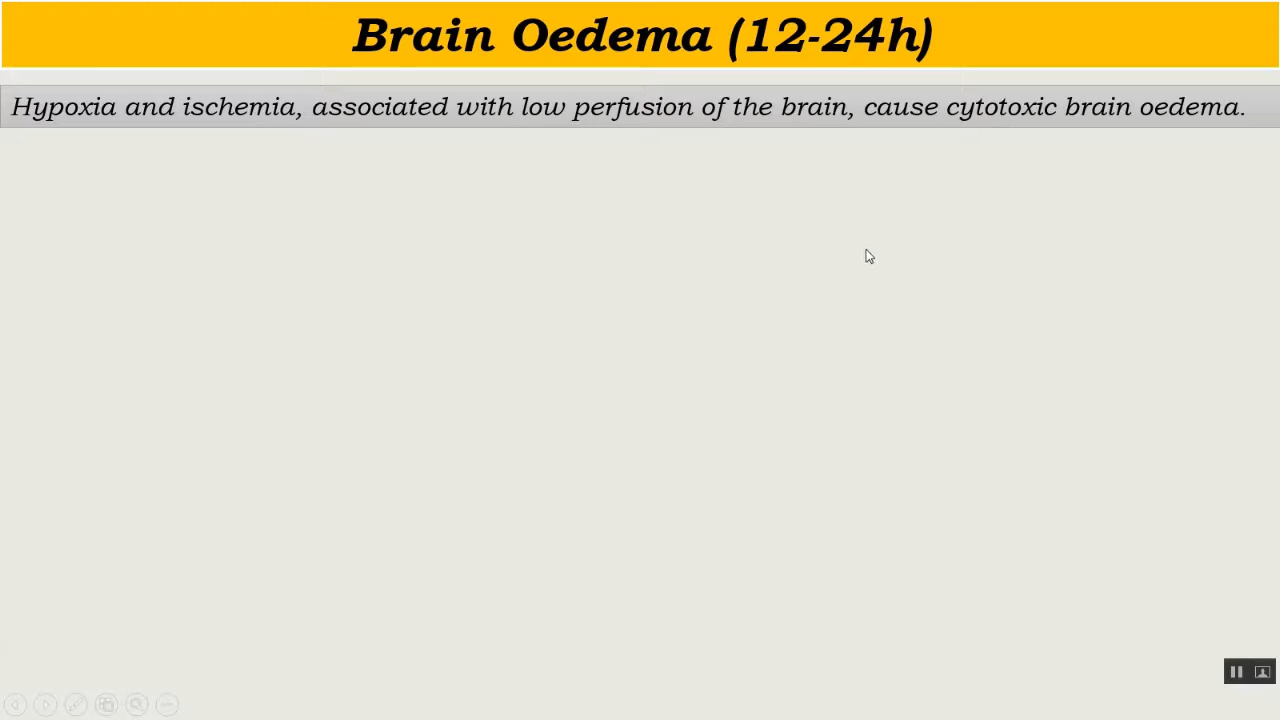 Brain Oedema (12-24h)
Hypoxia and ischemia, associated with low perfusion of the brain, cause cytotoxic brain oedema.